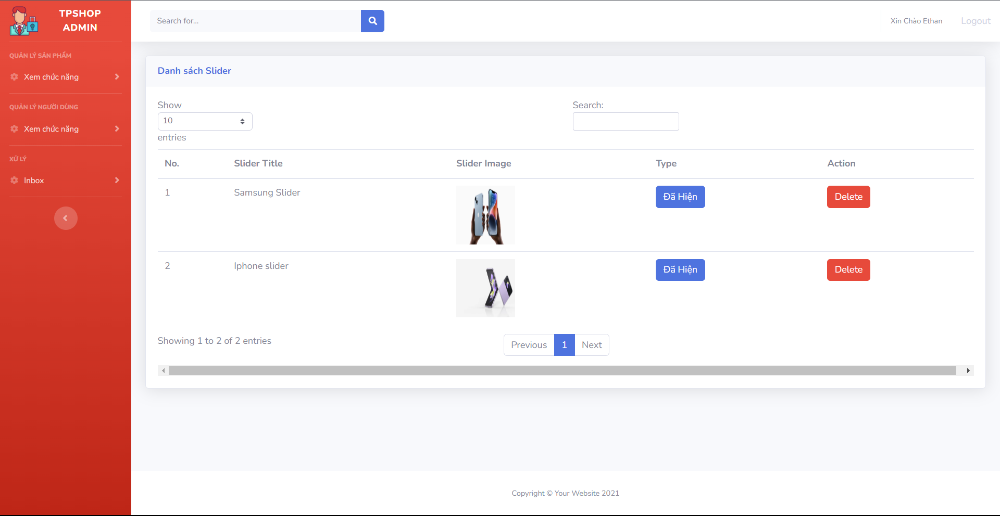 TPSHOP
ADMIN
Search for...
Xin Chào Ethan
Logout
QUẢN LÝ SẢN PHẨM
Xem chức năng
QUẢN LÝ NGƯỜI DÙNG
Xem chức năng
XỬ LÝ
Inbox
Danh sách Slider
Show
10
entries
Search:
No. Slider Title Slider Image Type Action
1 Samsung Slider Đã Hiện Delete
2 Iphone slider Đã Hiện Delete
Showing 1 to 2 of 2 entries
Previous 1 Next
Copyright © Your Website 2021